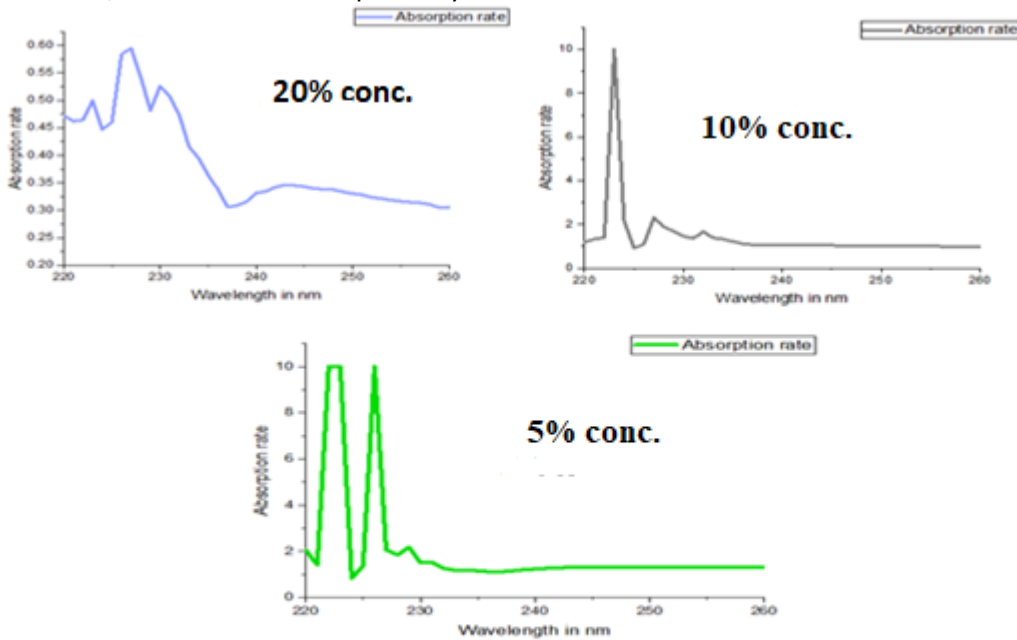 Absorption rate
0.60
0.55
0.50
0.45
0.40
0.35
0.30
0.25
0.20
Absorption rate
20% conc.
220 230 240 250 260
Wavelength in nm
Absorption rate
10
8
6
4
2
0
Absorption rate
10% conc.
220 230 240 250 260
Wavelength in nm
Absorption rate
10
8
6
4
2
0
Absorption rate
5% conc.
220 230 240 250 260
Wavelength in nm